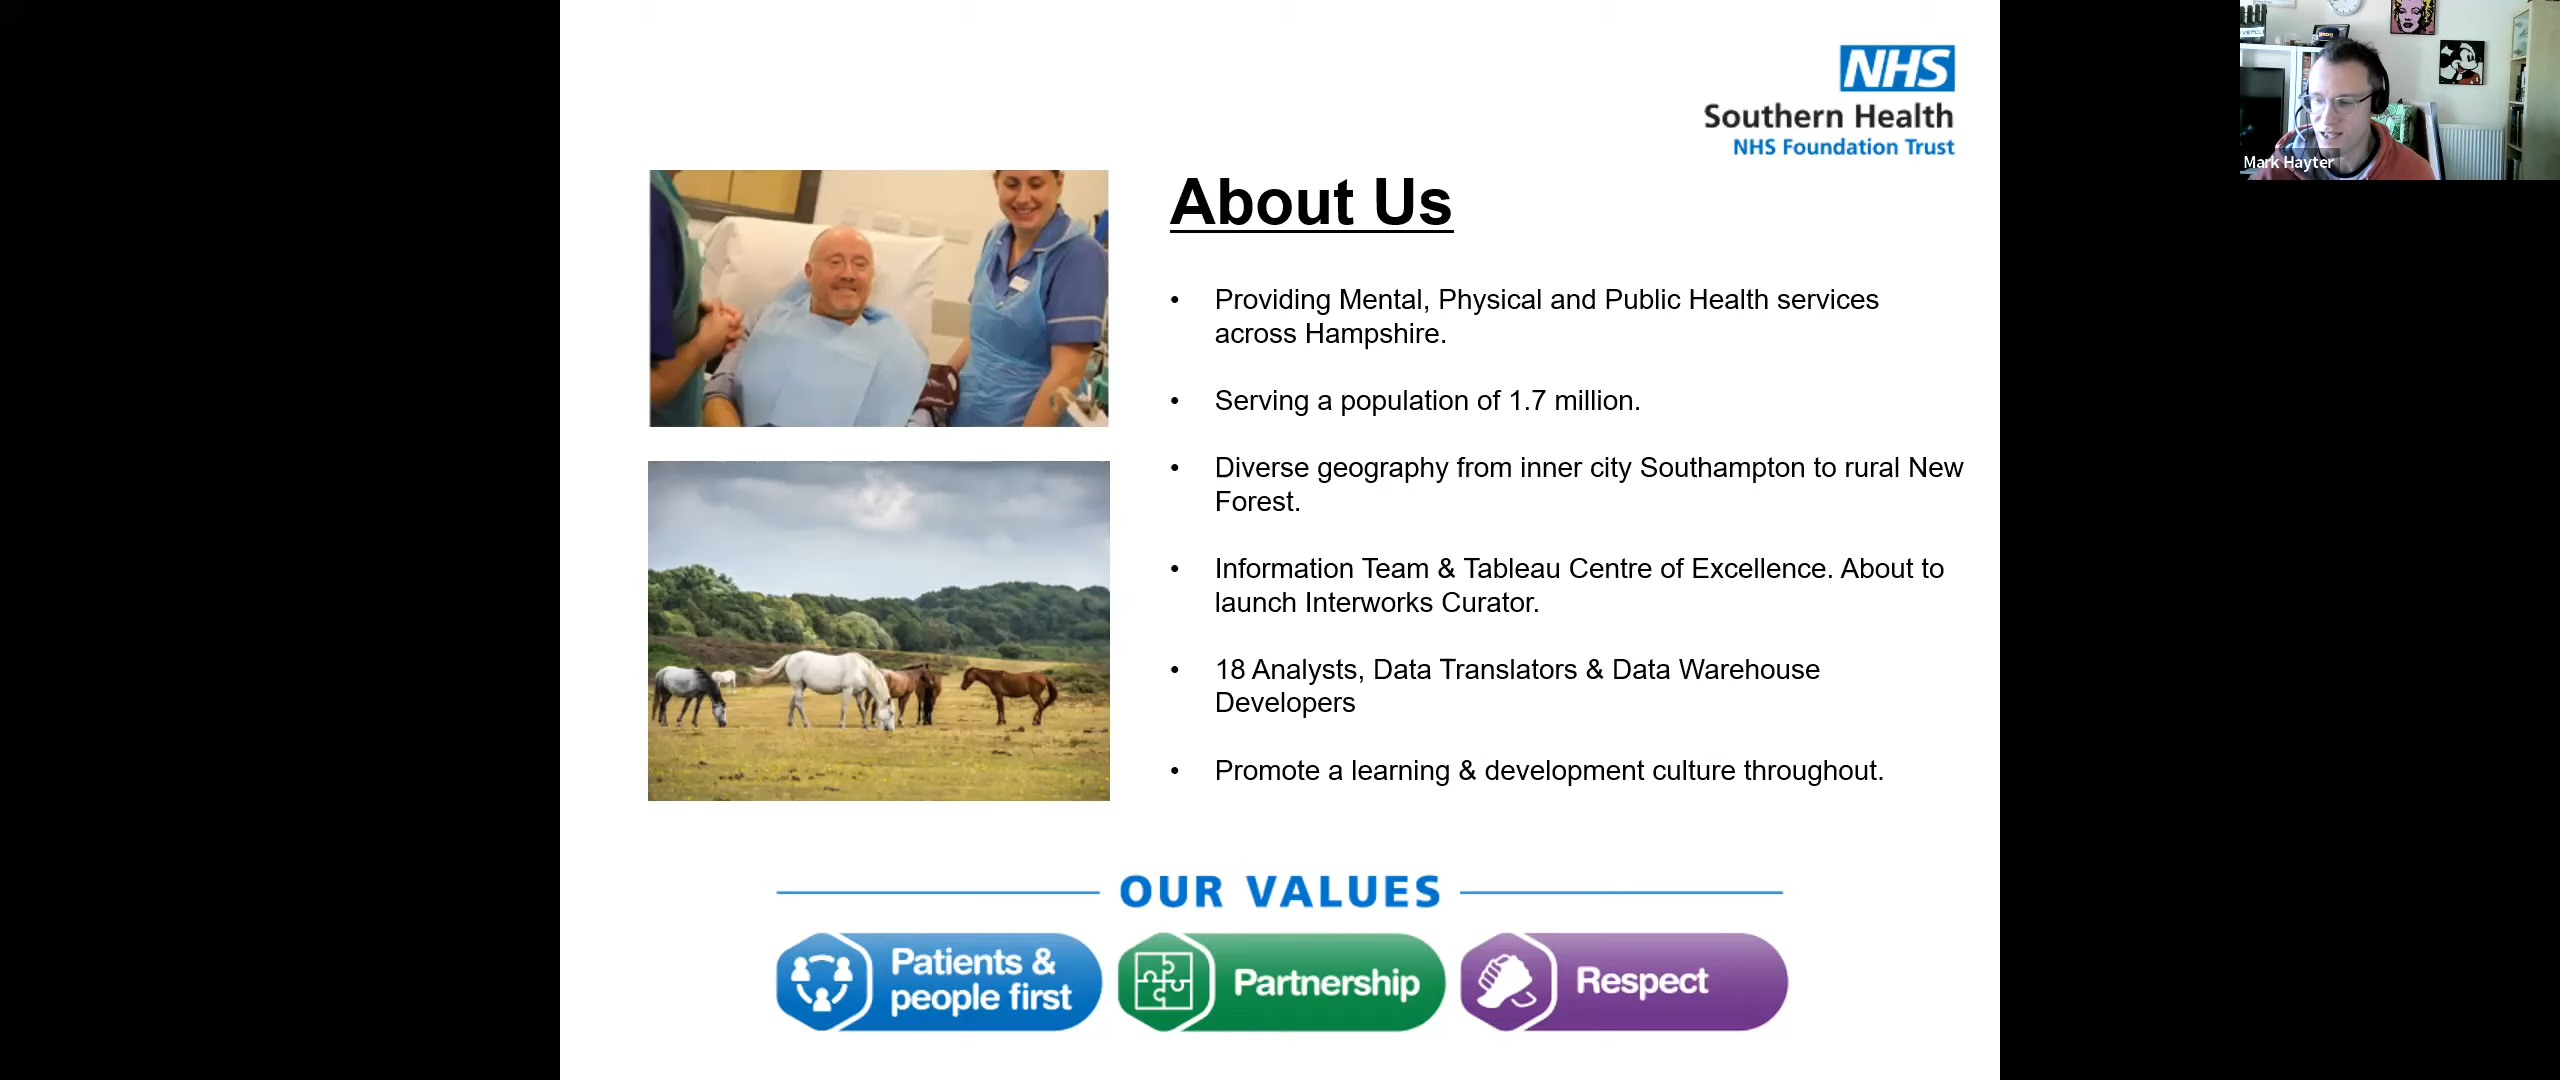 NHS
Southern Health
NHS Foundation Trust
Mark Hayter
About Us
• Providing Mental, Physical and Public Health services
across Hampshire.
• Serving a population of 1.7 million.
• Diverse geography from inner city Southampton to rural New
Forest.
• Information Team & Tableau Centre of Excellence. About to
launch Interworks Curator.
• 18 Analysts, Data Translators & Data Warehouse
Developers
• Promote a learning & development culture throughout.
OUR VALUES
Patients &
people first
Partnership
Respect